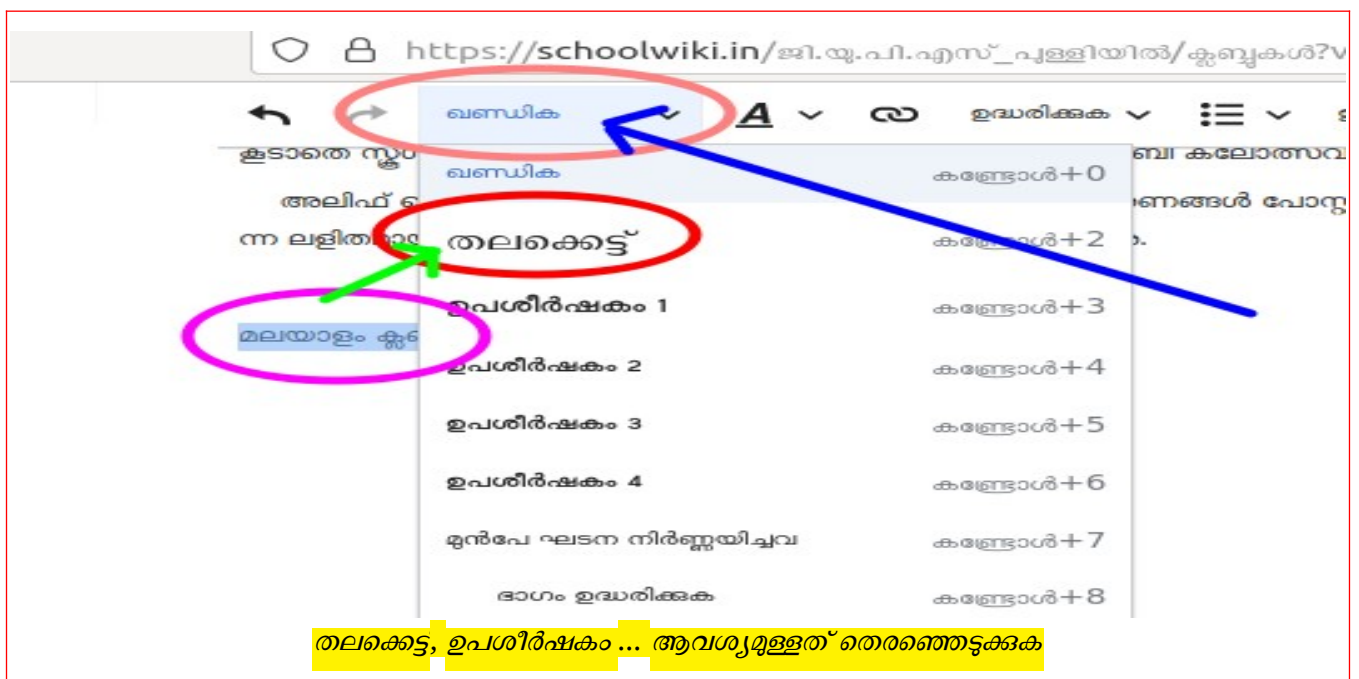 https://schoolwiki.in/ജി.യു.പി.എസ്_പുള്ളിയിൽ/ക്ലബ്ബുകൾ?v
ഖണ്ഡിക A ഉദ്ധരിക്കുക
കൂടാതെ കലോത്സവ
ഖണ്ഡിക കണ്ട്രോൾ+0
അലിഫ്
തലക്കെട്ട് കണ്ട്രോൾ+2
ന്ന
ഉപശീർഷകം 1 കണ്ട്രോൾ+3
മലയാളം
ഉപശീർഷകം 2 കണ്ട്രോൾ+4
ഉപശീർഷകം 3 കണ്ട്രോൾ+5
ഉപശീർഷകം 4 കണ്ട്രോൾ+6
മുൻപേ ഘടന നിർണ്ണയിച്ചവ കണ്ട്രോൾ+7
ഭാഗം ഉദ്ധരിക്കുക കണ്ട്രോൾ+8
തലക്കെട്ട്, ഉപശീർഷകം ... ആവശ്യമുള്ളത് തെരഞ്ഞെടുക്കുക